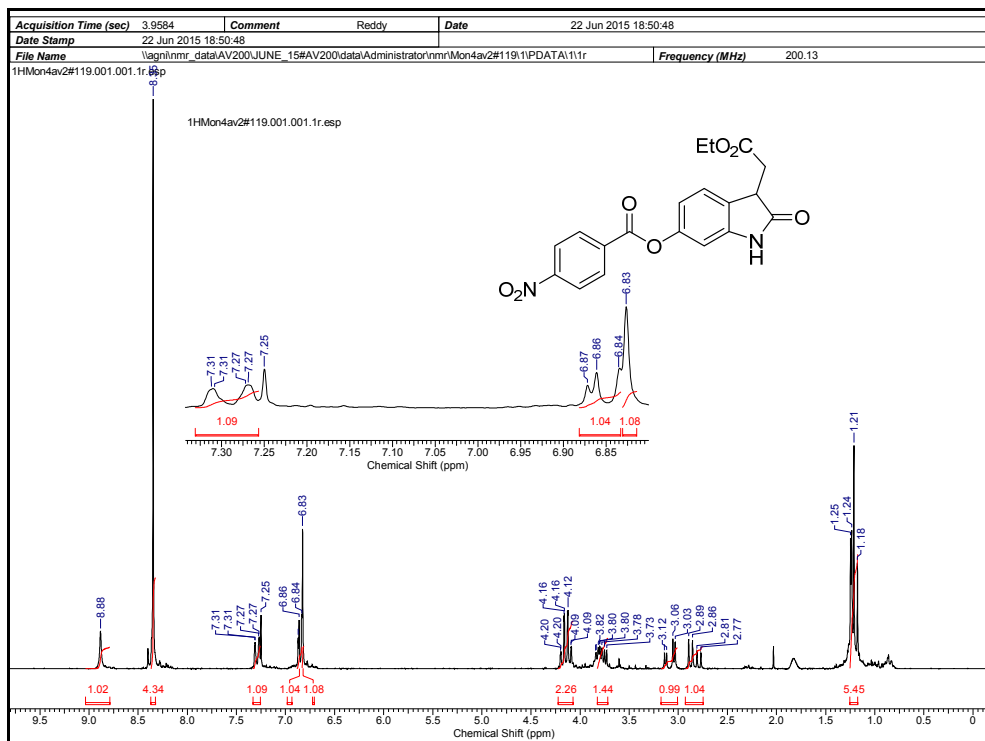 Acquisition Time (sec) 3.9584 Comment Reddy Date 22 Jun 2015 18:50:48
Date Stamp 22 Jun 2015 18:50:48
File Name \\agni\nmr_data\AV200\JUNE_15#AV200\data\Administrator\nmr\Mon4av2#119\1\PDATA\1\1r Frequency (MHz) 200.13
1HMon4av2#119.001.001.1r.esp
8.35
1HMon4av2#119.001.001.1r.esp
EtO2C
O
O
O
N
H
O2N
7.31 7.31 7.27 7.27 7.25 6.87 6.86 6.84 6.83
1.09 1.04 1.08
7.30 7.25 7.20 7.15 7.10 7.05 7.00 6.95 6.90 6.85
Chemical Shift (ppm)
8.88 7.31 7.31 7.27 7.27 7.25 6.86 6.84 6.83 4.20 4.20 4.16 4.16 4.12 4.09 4.09 3.82 3.80 3.80 3.78 3.73 3.12 3.06 3.03 2.89 2.86 2.81 2.77 1.25 1.24 1.21 1.18
1.02 4.34 1.09 1.04 1.08 2.26 1.44 0.99 1.04 5.45
9.5 9.0 8.5 8.0 7.5 7.0 6.5 6.0 5.5 5.0 4.5 4.0 3.5 3.0 2.5 2.0 1.5 1.0 0.5 0
Chemical Shift (ppm)